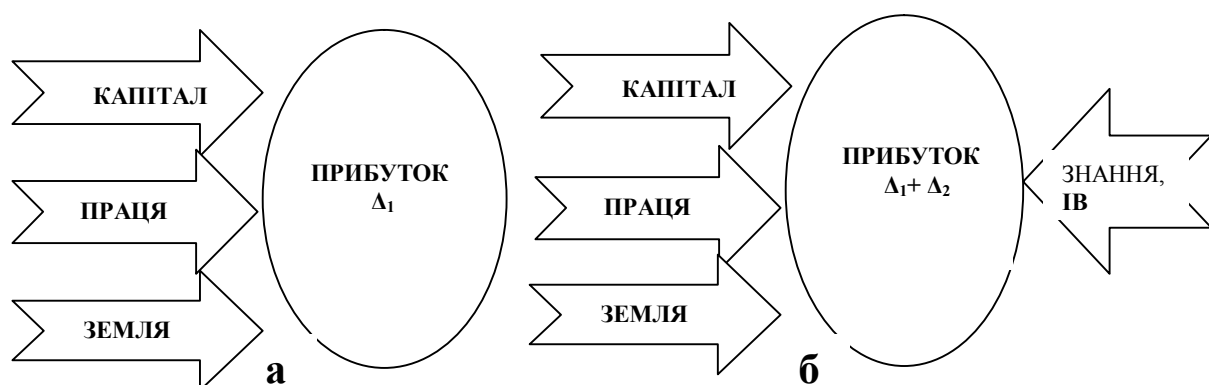 КАПІТАЛ
ПРАЦЯ
ЗЕМЛЯ
ПРИБУТОК
Δ₁
а
КАПІТАЛ
ПРАЦЯ
ЗЕМЛЯ
ПРИБУТОК
Δ₁+ Δ₂
ЗНАННЯ,
ІВ
б